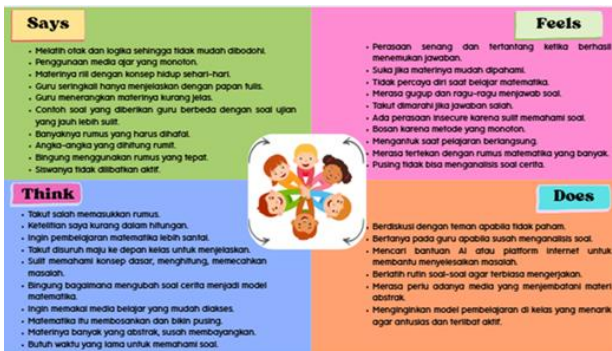 Says
• Melatih otak dan logika sehingga tidak mudah dibodohi.
• Penggunaan media ajar yang monoton.
• Materinya riil dengan konsep hidup sehari-hari.
• Guru seringkali hanya menjelaskan dengan papan tulis.
• Guru menerangkan materinya kurang jelas.
• Contoh soal yang diberikan guru berbeda dengan soal ujian
yang jauh lebih sulit.
• Banyaknya rumus yang harus dihafal.
• Angka-angka yang dihitung rumit.
• Bingung menggunakan rumus yang tepat.
• Siswanya tidak dilibatkan aktif.
Feels
• Perasaan senang dan tertantang ketika berhasil
menemukan jawaban.
• Suka jika materinya mudah dipahami.
• Tidak percaya diri saat belajar matematika.
• Merasa gugup dan ragu-ragu menjawab soal.
• Takut dimarahi jika jawaban salah.
• Ada perasaan insecure karena sulit memahami soal.
• Bosan karena metode yang monoton.
• Mengantuk saat pelajaran berlangsung.
• Merasa tertekan dengan rumus matematika yang banyak.
• Pusing tidak bisa menganalisis soal cerita.
Think
• Takut salah memasukkan rumus.
• Ketelitian saya kurang dalam hitungan.
• Ingin pembelajaran matematika lebih santai.
• Takut disuruh maju ke depan kelas untuk menjelaskan.
• Sulit memahami konsep dasar, menghitung, memecahkan
masalah.
• Bingung bagaimana mengubah soal cerita menjadi model
matematika.
• Ingin memakai media belajar yang mudah diakses.
• Matematika itu membosankan dan bikin pusing.
• Materinya banyak yang abstrak, susah membayangkan.
• Butuh waktu yang lama untuk memahami soal.
Does
• Berdiskusi dengan teman apabila tidak paham.
• Bertanya pada guru apabila susah menganalisis soal.
• Mencari bantuan AI atau platform internet untuk
membantu menyelesaikan masalah.
• Berlatih rutin soal-soal agar terbiasa mengerjakan.
• Merasa perlu adanya media yang menjembatani materi
abstrak.
• Menginginkan model pembelajaran di kelas yang menarik
agar antusias dan terlibat aktif.